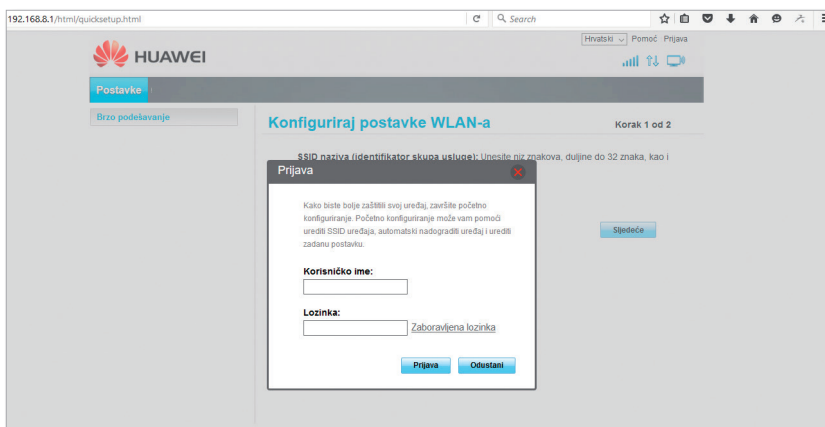 192.168.8.1/html/quicksetup.html
Search
Hrvatski Pomoć Prijava
HUAWEI
Postavke
Brzo podešavanje
Konfiguriraj postavke WLAN-a
Korak 1 od 2
SSID naziva (identifikator skupa usluge): Unesite niz znakova, duljine do 32 znaka, kao i
Prijava
Kako biste bolje zaštitili svoj uređaj, završite početno
konfiguriranje. Početno konfiguriranje može vam pomoći
urediti SSID uređaja, automatski nadograditi uređaj i urediti
zadanu postavku.
Sljedeće
Korisničko ime:
Lozinka:
Zaboravljena lozinka
Prijava Odustani